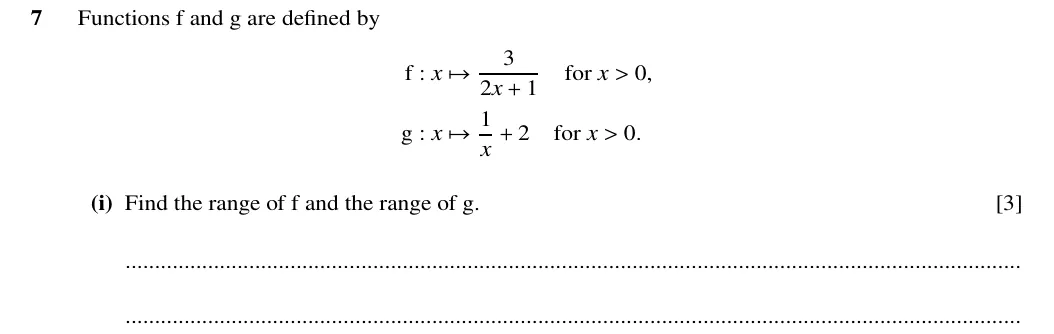 7 Functions f and g are defined by
f : x ↦ 3/(2x + 1) for x > 0,
g : x ↦ 1/x + 2 for x > 0.
(i) Find the range of f and the range of g. [3]